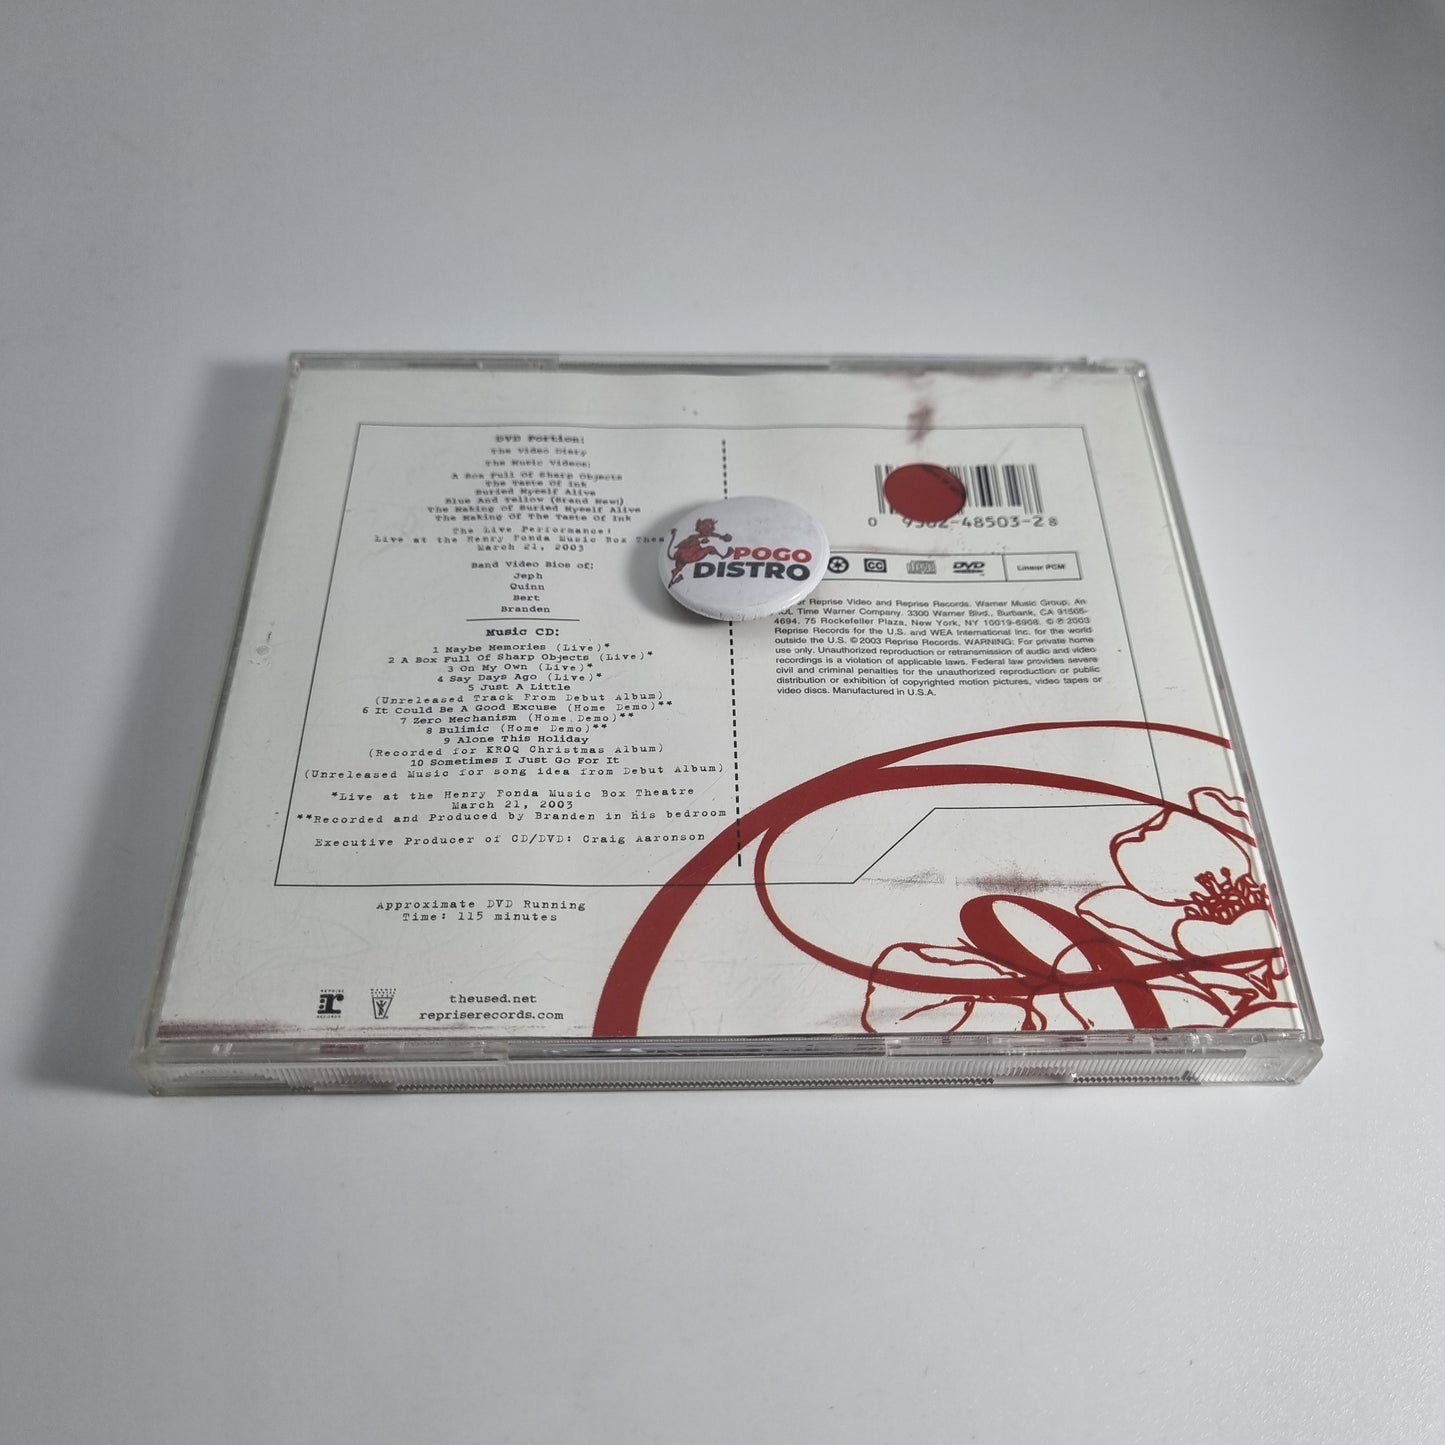 DVD Portion:
The Video Diary
The Music Videos:
A Box Full Of Sharp Objects
The Taste Of Ink
Buried Myself Alive
Blue And Yellow (Brand New!)
The Making of Buried Myself Alive
The Making Of The Taste Of Ink
The Live Performance:
Live at the Henry Fonda Music Box Thea
March 21, 2003
Band Video Bios of:
Jeph
Quinn
Bert
Branden
Music CD:
1 Maybe Memories (Live)*
2 A Box Full Of Sharp Objects (Live)*
3 On My Own (Live)*
4 Say Days Ago (Live)*
5 Just A Little
(Unreleased Track From Debut Album)
6 It Could Be A Good Excuse (Home Demo)**
7 Zero Mechanism (Home Demo)**
8 Bulimic (Home Demo)**
9 Alone This Holiday
(Recorded for KROQ Christmas Album)
10 Sometimes I Just Go For It
(Unreleased Music for song idea from Debut Album)
*Live at the Henry Fonda Music Box Theatre
March 21, 2003
**Recorded and Produced by Branden in his bedroom
Executive Producer of CD/DVD: Craig Aaronson
Approximate DVD Running
Time: 115 minutes
REPRISE
r
RECORDS
theused.net
repriserecords.com
POGO
DISTRO
0 9362-48503-2 8
CC
DVD
Linear PCM
Reprise Video and Reprise Records. Warner Music Group, An
AOL Time Warner Company. 3300 Warner Blvd., Burbank, CA 91505-
4694. 75 Rockefeller Plaza, New York, NY 10019-6908. © ℗ 2003
Reprise Records for the U.S. and WEA International Inc. for the world
outside the U.S. © 2003 Reprise Records. WARNING: For private home
use only. Unauthorized reproduction or retransmission of audio and video
recordings is a violation of applicable laws. Federal law provides severe
civil and criminal penalties for the unauthorized reproduction or public
distribution or exhibition of copyrighted motion pictures, video tapes or
video discs. Manufactured in U.S.A.